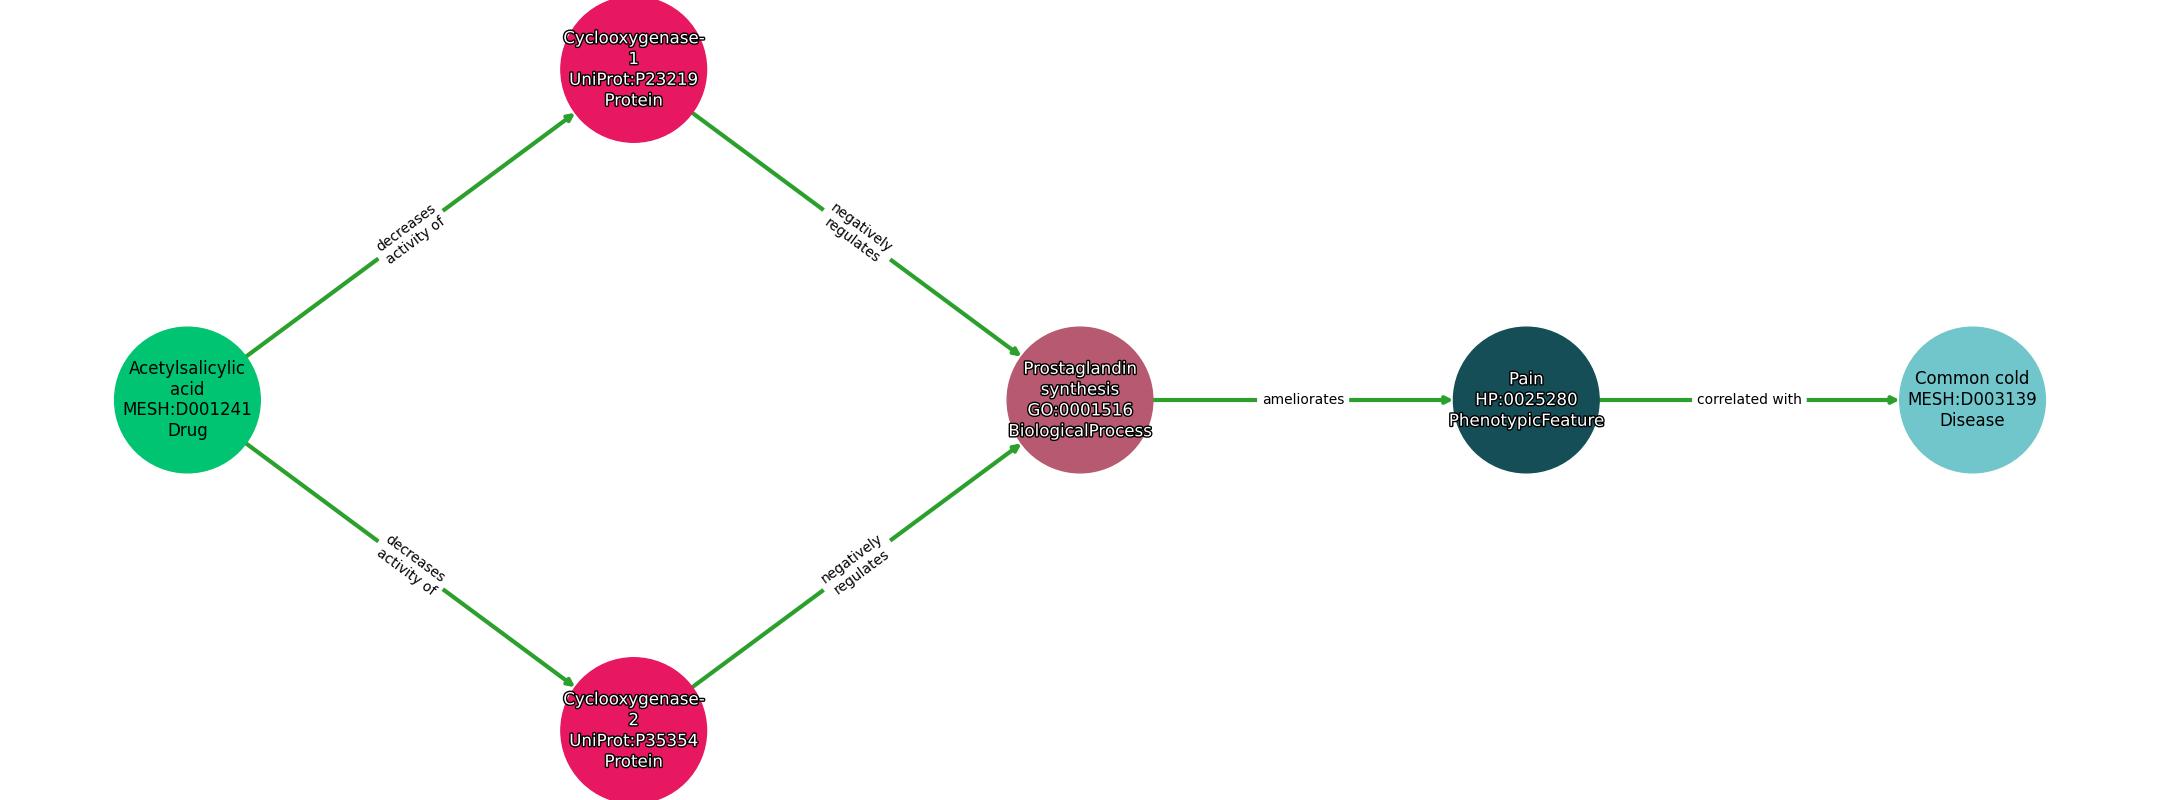 Cyclooxygenase-
1
UniProt:P23219
Protein
decreases
activity of
negatively
regulates
Acetylsalicylic
acid
MESH:D001241
Drug
Prostaglandin
synthesis
GO:0001516
BiologicalProcess
ameliorates
Pain
HP:0025280
PhenotypicFeature
correlated with
Common cold
MESH:D003139
Disease
decreases
activity of
negatively
regulates
Cyclooxygenase-
2
UniProt:P35354
Protein